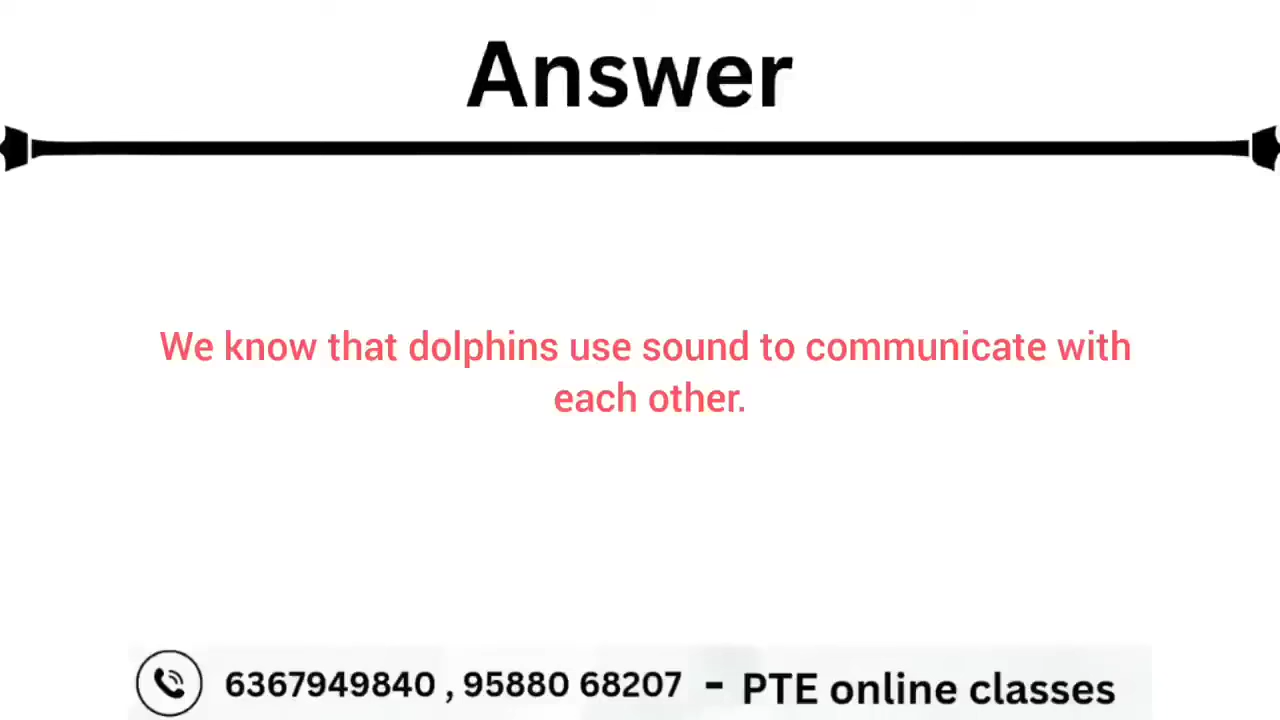 Answer
We know that dolphins use sound to communicate with
each other.
6367949840 , 95880 68207 - PTE online classes